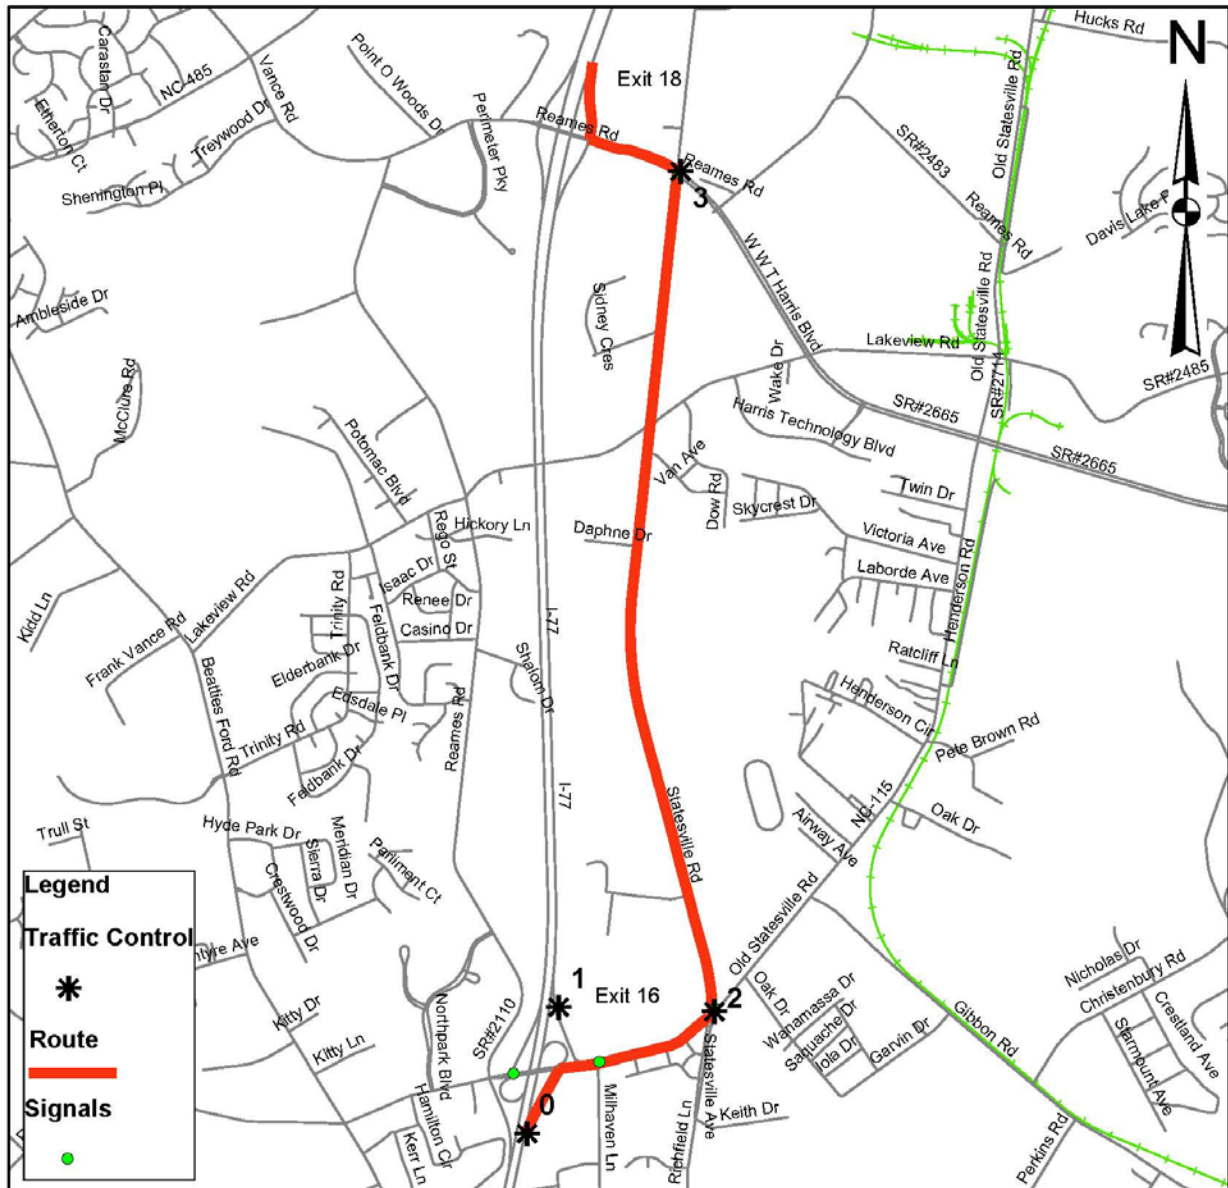 Hucks Rd
N
Carastan Dr
NC-485
Vance Rd
Point O Woods Dr
Exit 18
Old Statesville Rd
Etherton Ct
Treywood Dr
Perimeter Pky
Reames Rd
SR#2483
Shenington Pl
Reames Rd
3
Reames Rd
Davis Lake P
W W T Harris Blvd
Old Statesville Rd
Ambleside Dr
Sidney Cres
Lakeview Rd
Wake Dr
SR#2714
SR#2485
McClure Rd
SR#2665
Harris Technology Blvd
Potomac Blvd
Van Ave
SR#2665
Twin Dr
Dow Rd
Skycrest Dr
Hickory Ln
Daphne Dr
Rego St
Victoria Ave
Isaac Dr
Laborde Ave
Henderson Rd
Kidd Ln
Lakeview Rd
Trinity Rd
Renee Dr
I-77
Frank Vance Rd
Feldbank Dr
Casino Dr
Ratcliff Ln
Elderbank Dr
Shalom Dr
Beatties Ford Rd
Edsdale Pl
Henderson Cir
Reames Rd
Trinity Rd
Pete Brown Rd
Feldbank Dr
I-77
Statesville Rd
NC-115
Trull St
Hyde Park Dr
Airway Ave
Oak Dr
Sierra Dr
Meridian Dr
Parliment Ct
Crestwood Dr
Old Statesville Rd
Legend
Traffic Control
ntyre Ave
Nicholas Dr
Christenbury Rd
1
Exit 16
2
Oak Dr
Wanamassa Dr
Kitty Dr
Northpark Blvd
SR#2110
Saquache Dr
Gibbon Rd
Crestland Ave
Route
Kitty Ln
Iola Dr
Garvin Dr
Starmount Ave
Statesville Ave
Signals
0
Hamilton Cir
Milhaven Ln
Keith Dr
Kerr Ln
Richfield Ln
Perkins Rd